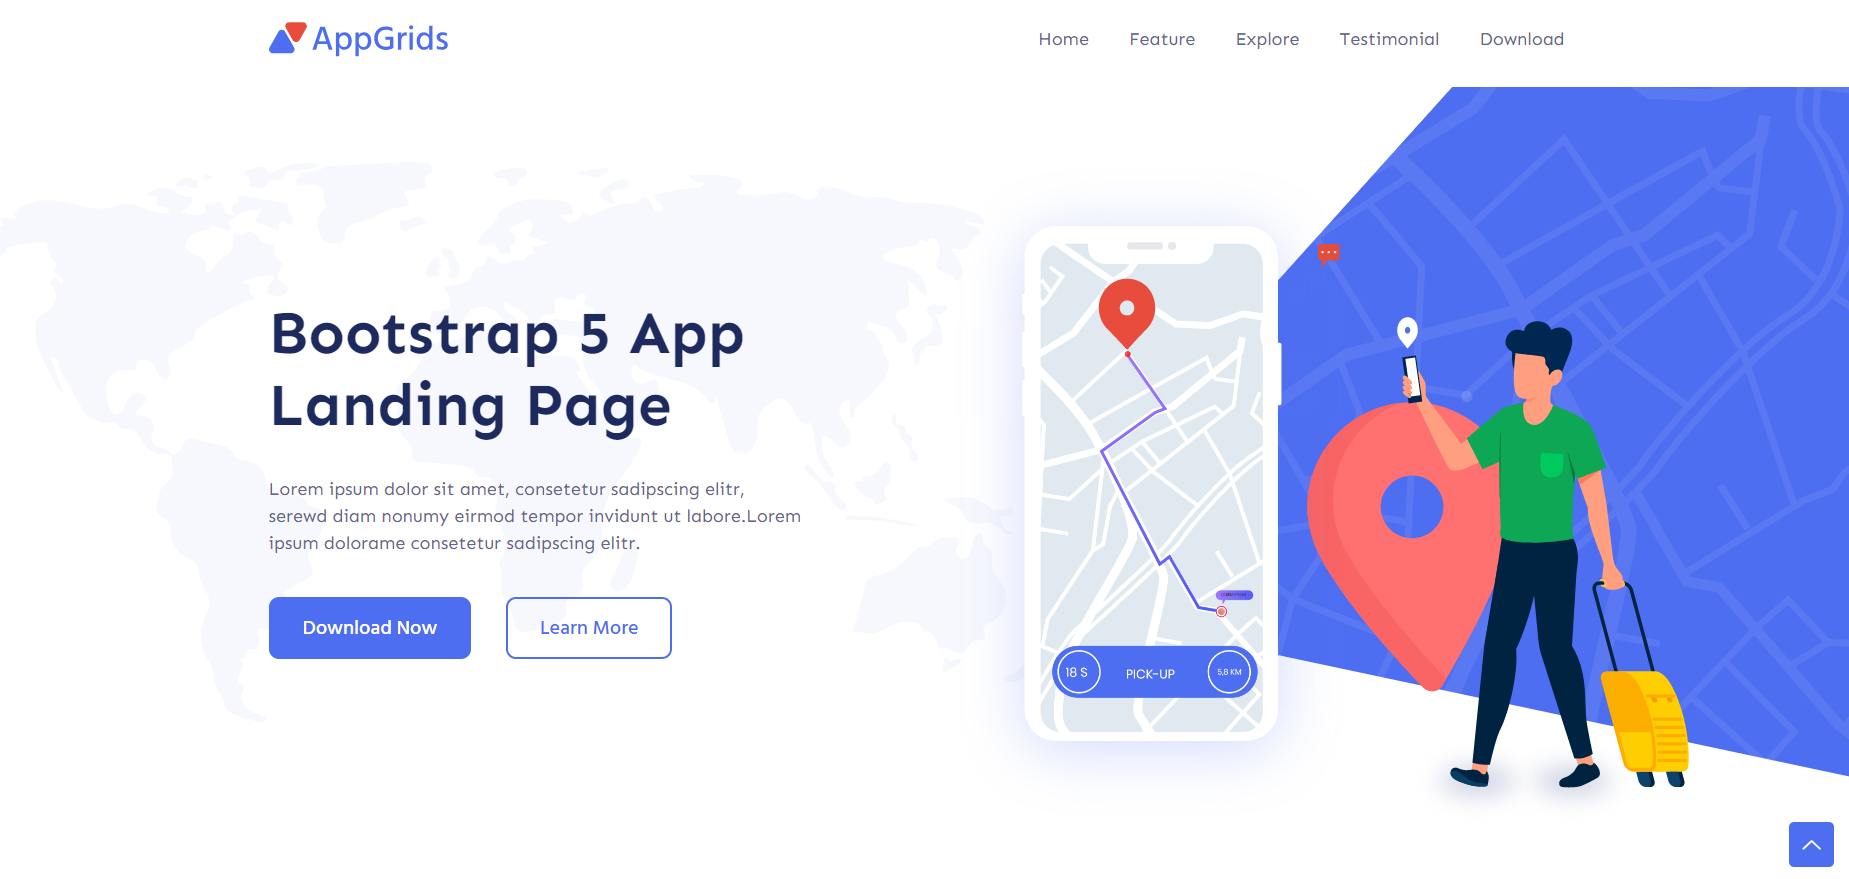 AppGrids
Home Feature Explore Testimonial Download
Bootstrap 5 App
Landing Page
Lorem ipsum dolor sit amet, consetetur sadipscing elitr,
serewd diam nonumy eirmod tempor invidunt ut labore.Lorem
ipsum dolorame consetetur sadipscing elitr.
Download Now
Learn More
18 S
PICK-UP
5,8 KM